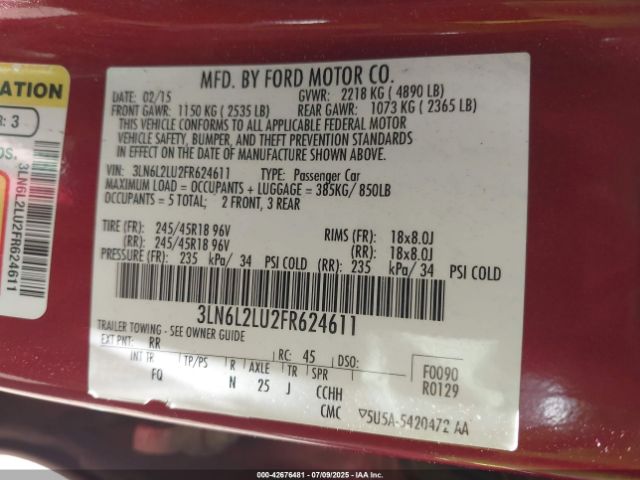 MFD. BY FORD MOTOR CO.
DATE: 02/15 GVWR: 2218 KG ( 4890 LB)
FRONT GAWR: 1150 KG ( 2535 LB) REAR GAWR: 1073 KG ( 2365 LB)
THIS VEHICLE CONFORMS TO ALL APPLICABLE FEDERAL MOTOR
VEHICLE SAFETY, BUMPER, AND THEFT PREVENTION STANDARDS
IN EFFECT ON THE DATE OF MANUFACTURE SHOWN ABOVE.
VIN: 3LN6L2LU2FR624611 TYPE: Passenger Car
MAXIMUM LOAD = OCCUPANTS + LUGGAGE = 385KG/ 850LB
OCCUPANTS = 5 TOTAL; 2 FRONT, 3 REAR
TIRE (FR): 245/45R18 96V RIMS (FR): 18x8.0J
(RR): 245/45R18 96V (RR): 18x8.0J
PRESSURE (FR): 235 kPa/ 34 PSI COLD (RR): 235 kPa/ 34 PSI COLD
3LN6L2LU2FR624611
TRAILER TOWING - SEE OWNER GUIDE
EXT PNT: RR RC: 45 DSO:
INT TR TP/PS R AXLE TR SPR
FQ N 25 J CCHH
CMC
F0090
R0129
5U5A-5420472 AA
ATION
R: 3
OS.
3LN6L2LU2FR624611
000-42676481 - 07/09/2025 - IAAI.com